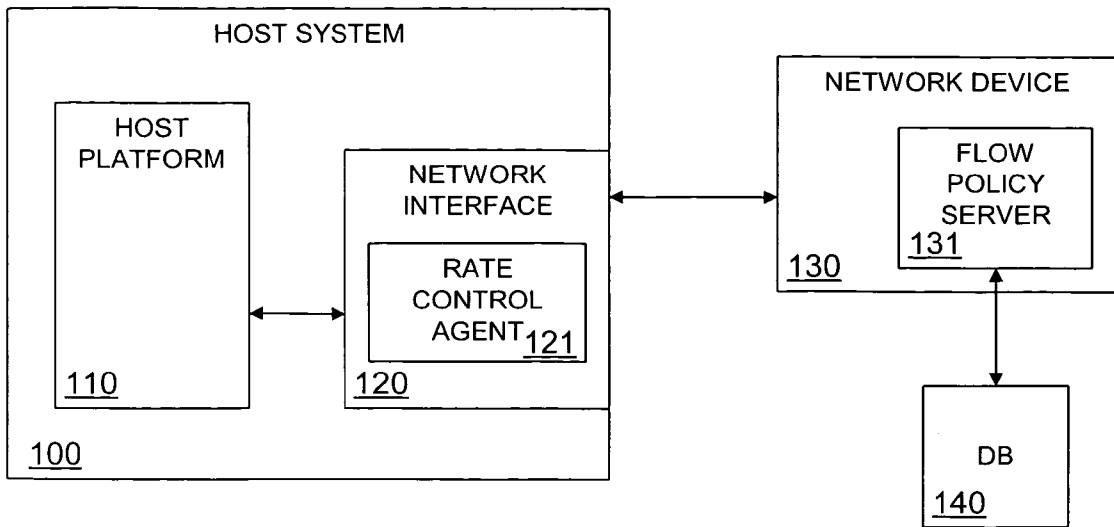 HOST SYSTEM
HOST
PLATFORM
110
NETWORK
INTERFACE
RATE
CONTROL
AGENT
121
120
100
NETWORK DEVICE
FLOW
POLICY
SERVER
131
130
DB
140